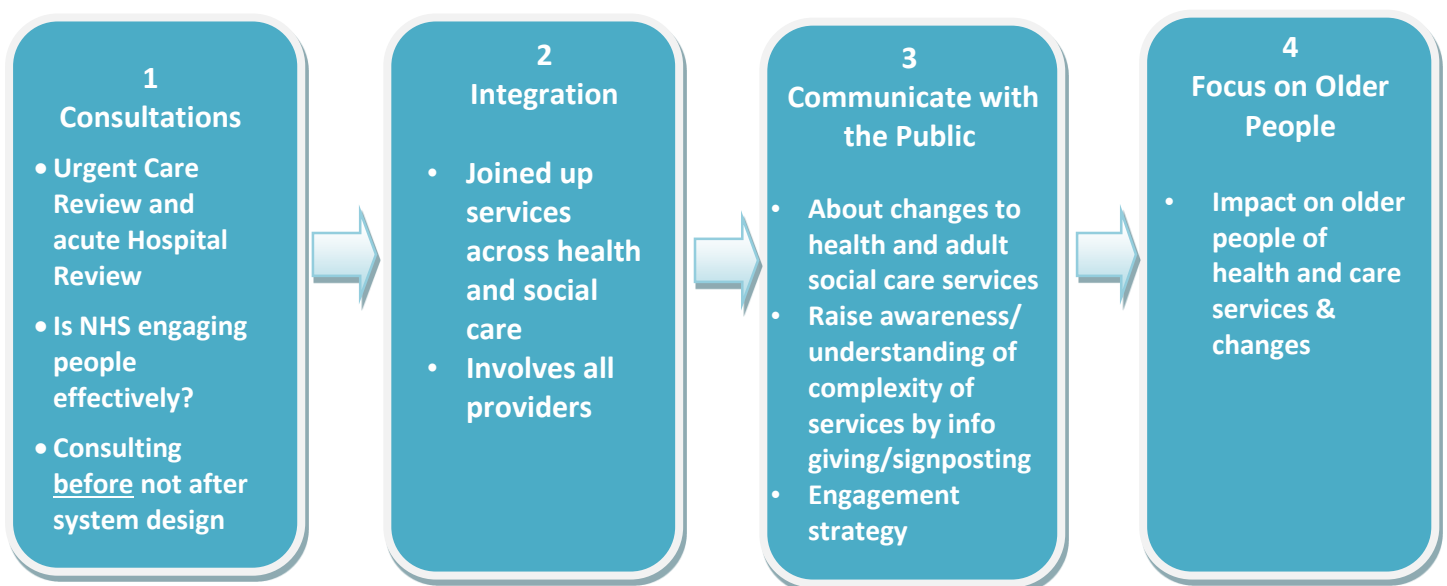 1
Consultations
• Urgent Care
Review and
acute Hospital
Review
• Is NHS engaging
people
effectively?
• Consulting
before not after
system design
2
Integration
• Joined up
services
across health
and social
care
• Involves all
providers
3
Communicate with
the Public
• About changes to
health and adult
social care services
• Raise awareness/
understanding of
complexity of
services by info
giving/signposting
• Engagement
strategy
4
Focus on Older
People
• Impact on older
people of
health and care
services &
changes